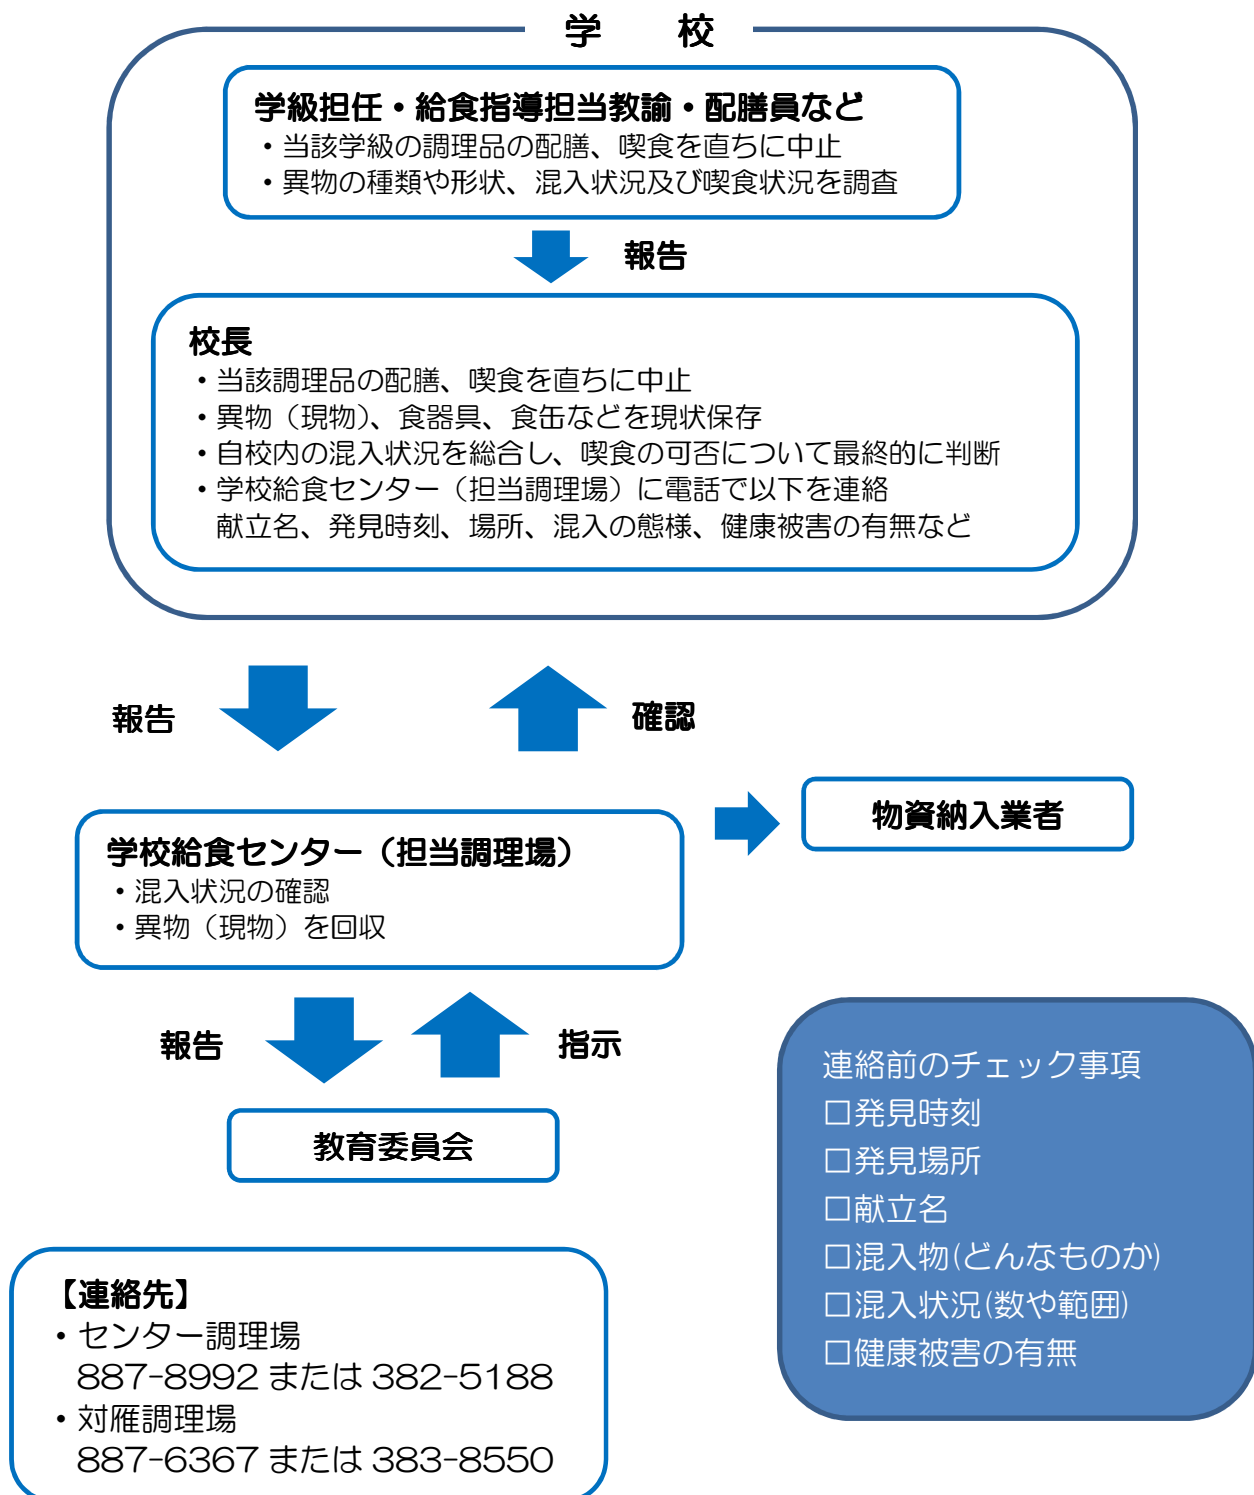 学　校
学級担任・給食指導担当教諭・配膳員など
・当該学級の調理品の配膳、喫食を直ちに中止
・異物の種類や形状、混入状況及び喫食状況を調査
報告
校長
・当該調理品の配膳、喫食を直ちに中止
・異物（現物）、食器具、食缶などを現状保存
・自校内の混入状況を総合し、喫食の可否について最終的に判断
・学校給食センター（担当調理場）に電話で以下を連絡
献立名、発見時刻、場所、混入の態様、健康被害の有無など
報告
確認
物資納入業者
学校給食センター（担当調理場）
・混入状況の確認
・異物（現物）を回収
報告
指示
教育委員会
連絡前のチェック事項
□発見時刻
□発見場所
□献立名
□混入物(どんなものか)
□混入状況(数や範囲)
□健康被害の有無
【連絡先】
・センター調理場
887-8992 または 382-5188
・対雁調理場
887-6367 または 383-8550